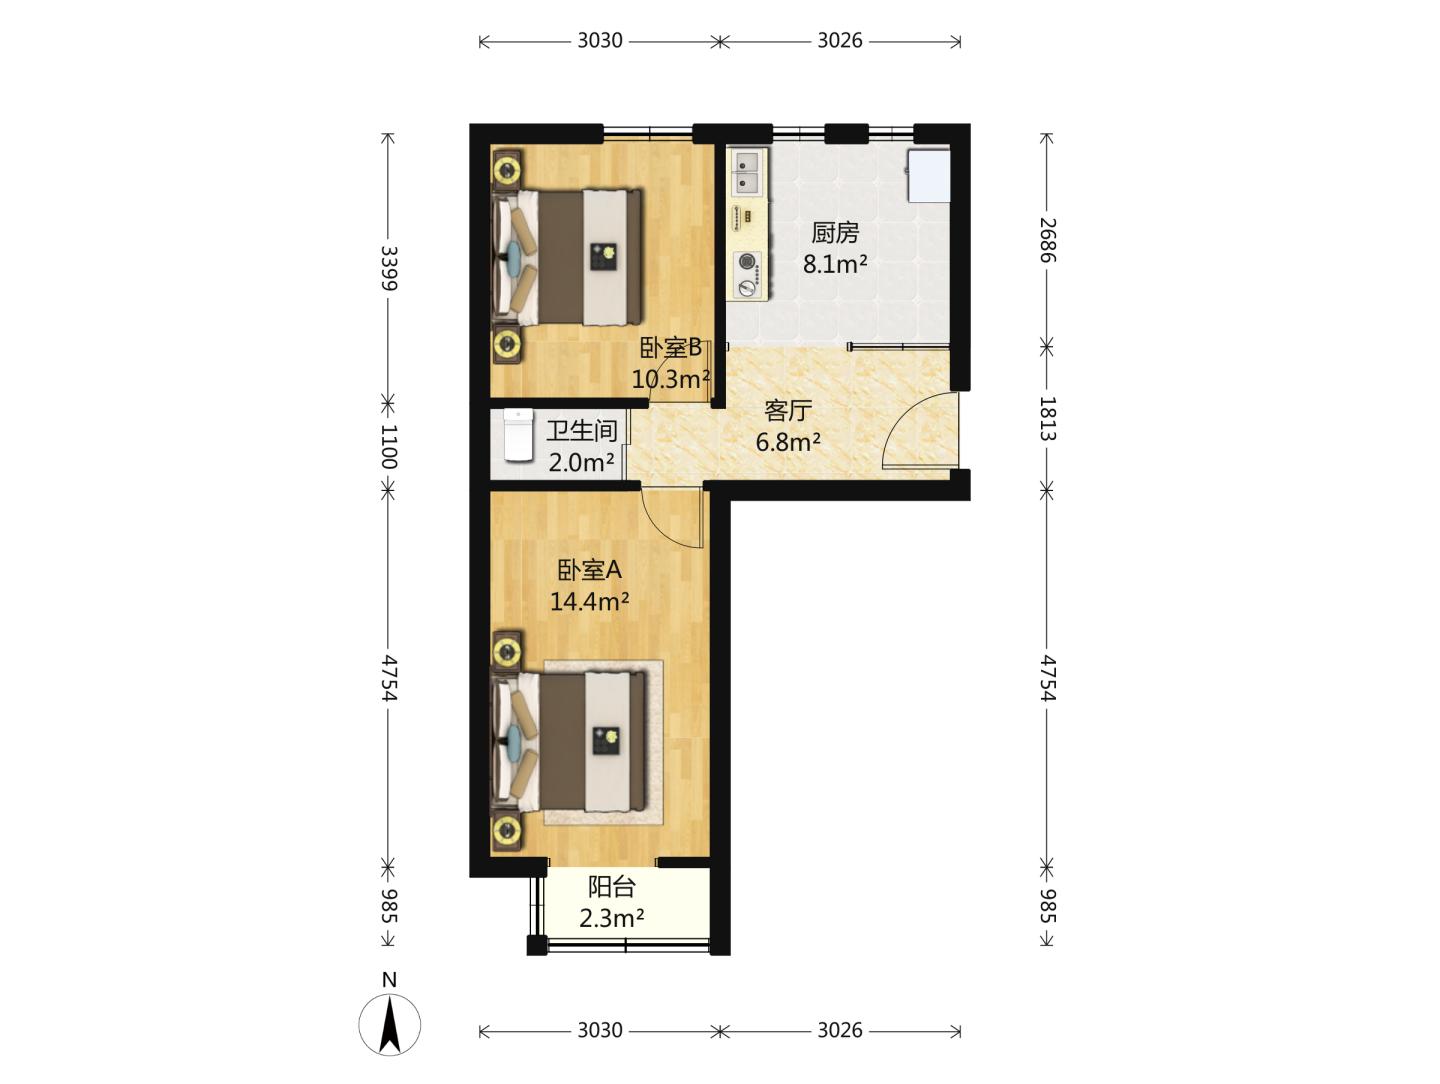 3030
3026
3399
2686
厨房
8.1m²
卧室B
10.3m²
客厅
6.8m²
1813
1100
卫生间
2.0m²
卧室A
14.4m²
4754
4754
阳台
2.3m²
985
985
N
3030
3026